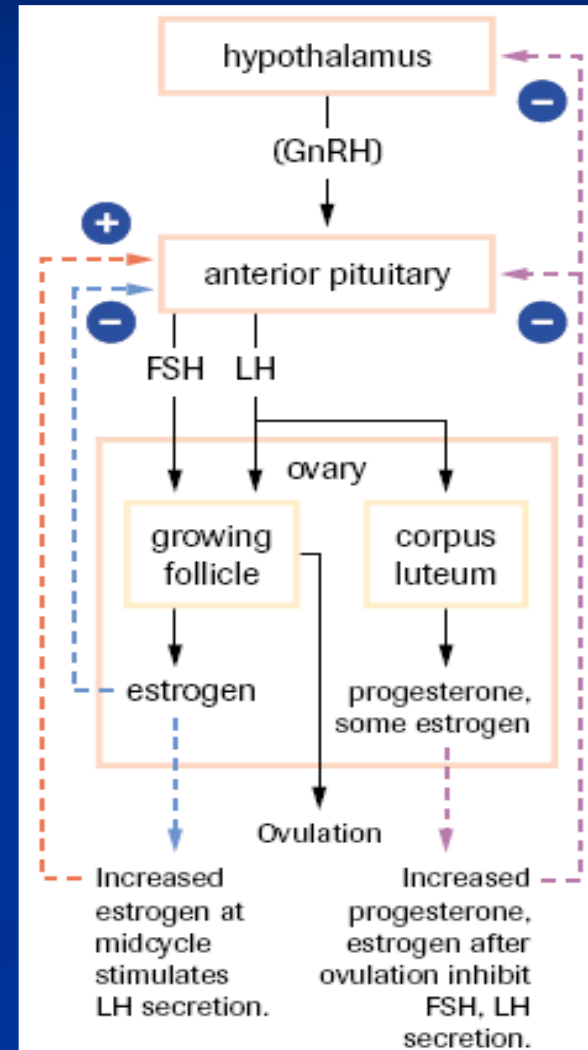 hypothalamus
−
(GnRH)
+
anterior pituitary
−
−
FSH LH
ovary
growing
follicle
corpus
luteum
estrogen
progesterone,
some estrogen
Ovulation
Increased
estrogen at
midcycle
stimulates
LH secretion.
Increased
progesterone,
estrogen after
ovulation inhibit
FSH, LH
secretion.